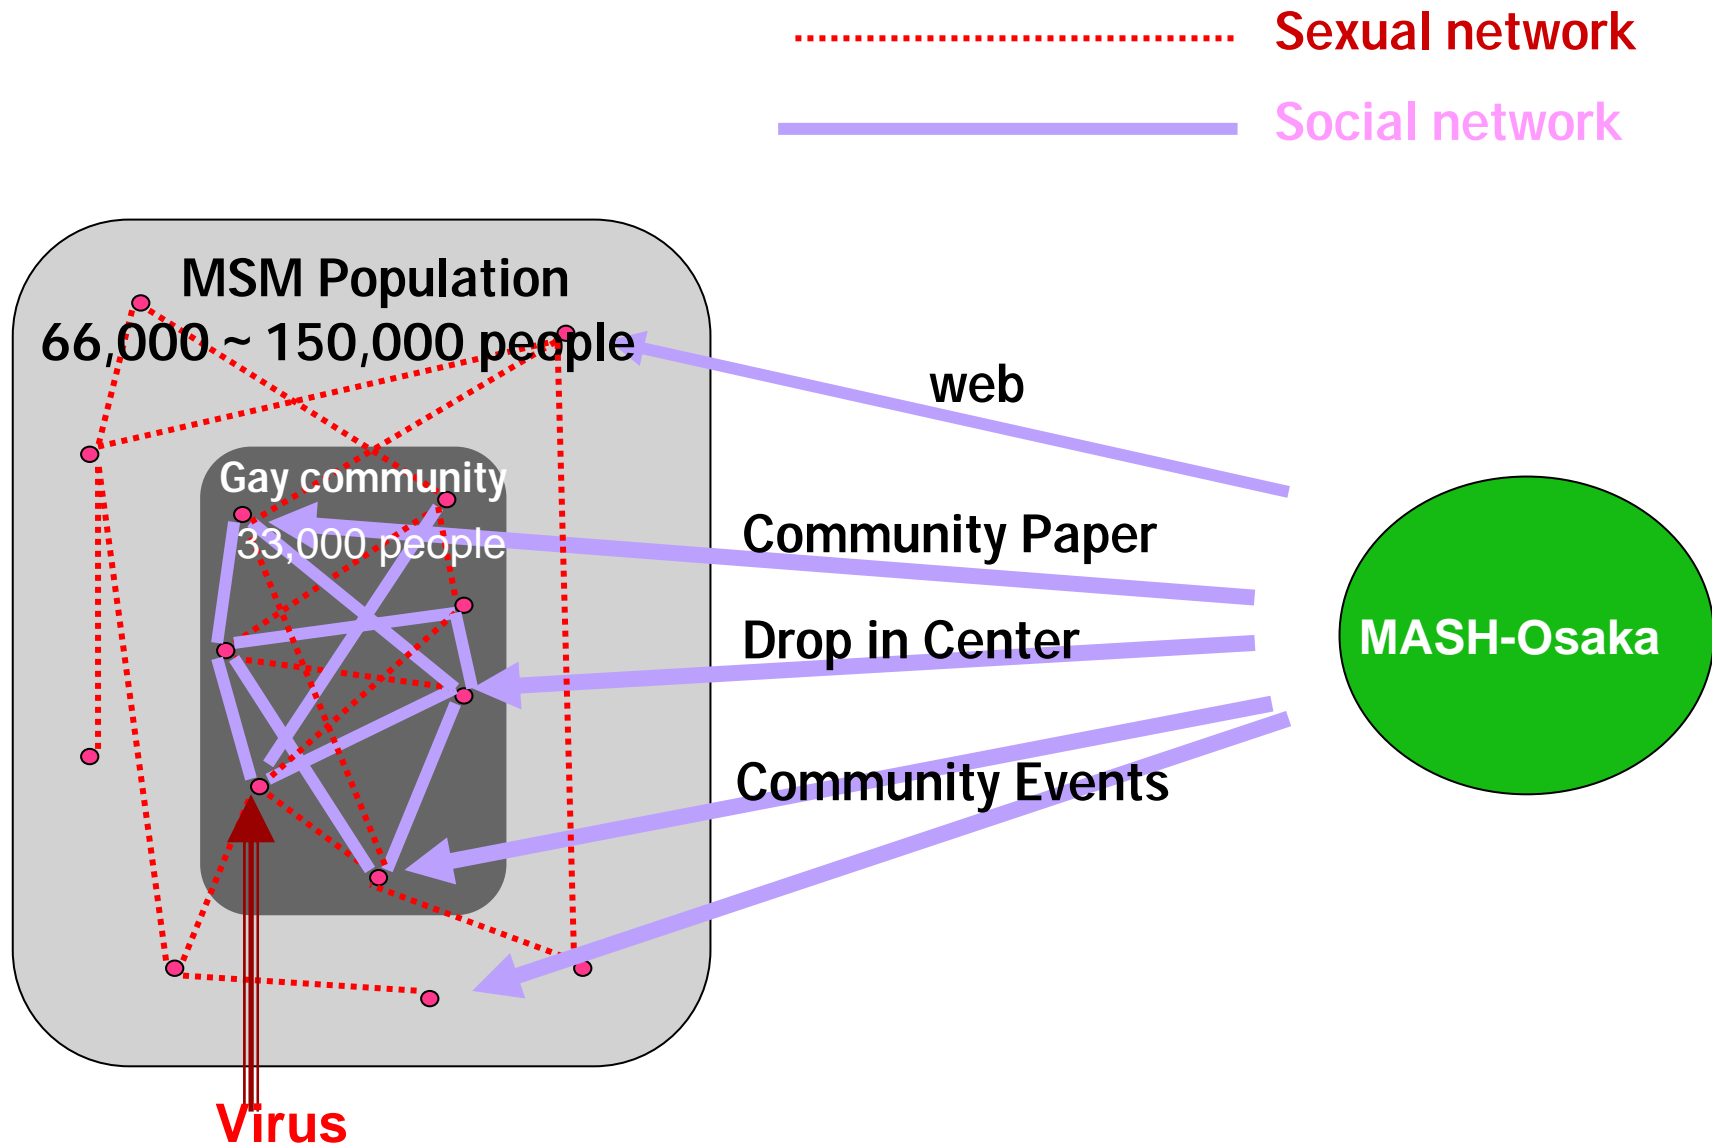 Sexual network
Social network
MSM Population
66,000 ~ 150,000 people
web
Gay community
33,000 people
Community Paper
Drop in Center
MASH-Osaka
Community Events
Virus